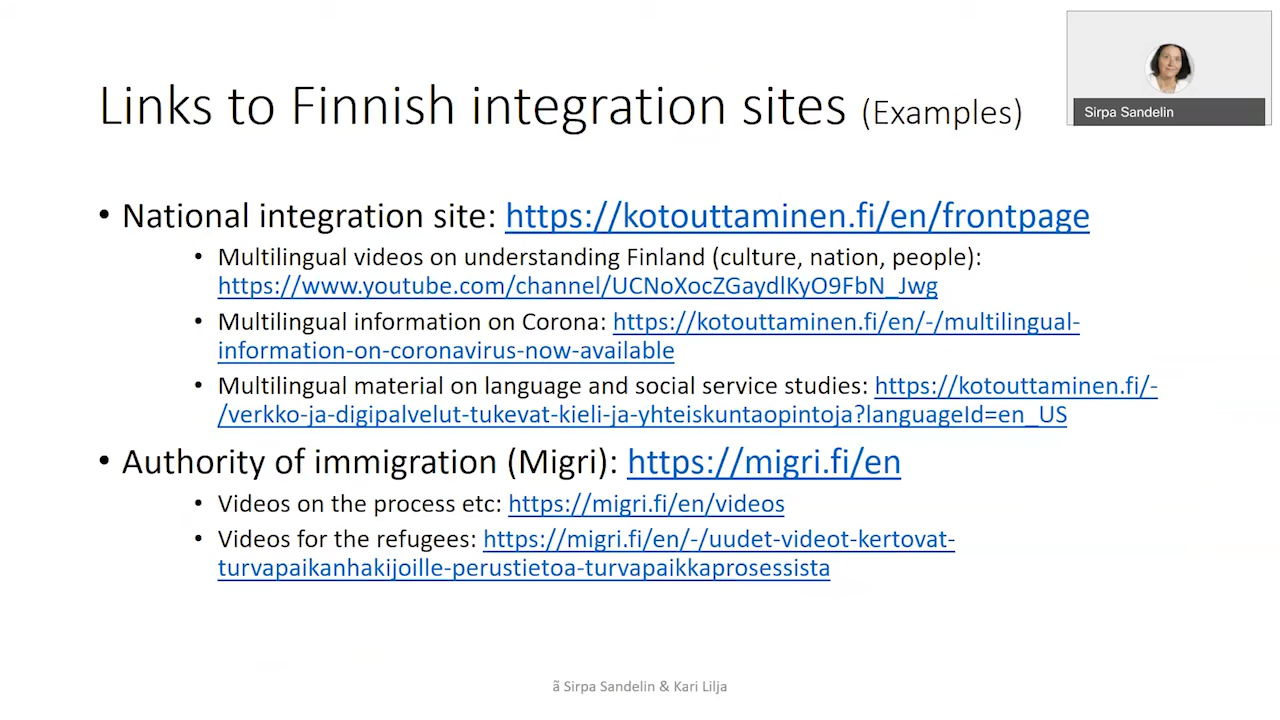 Links to Finnish integration sites (Examples)
Sirpa Sandelin
• National integration site: https://kotouttaminen.fi/en/frontpage
• Multilingual videos on understanding Finland (culture, nation, people):
https://www.youtube.com/channel/UCNoXocZGaydlKyO9FbN_Jwg
• Multilingual information on Corona: https://kotouttaminen.fi/en/-/multilingual-
information-on-coronavirus-now-available
• Multilingual material on language and social service studies: https://kotouttaminen.fi/-
/verkko-ja-digipalvelut-tukevat-kieli-ja-yhteiskuntaopintoja?languageId=en_US
• Authority of immigration (Migri): https://migri.fi/en
• Videos on the process etc: https://migri.fi/en/videos
• Videos for the refugees: https://migri.fi/en/-/uudet-videot-kertovat-
turvapaikanhakijoille-perustietoa-turvapaikkaprosessista
ã Sirpa Sandelin & Kari Lilja